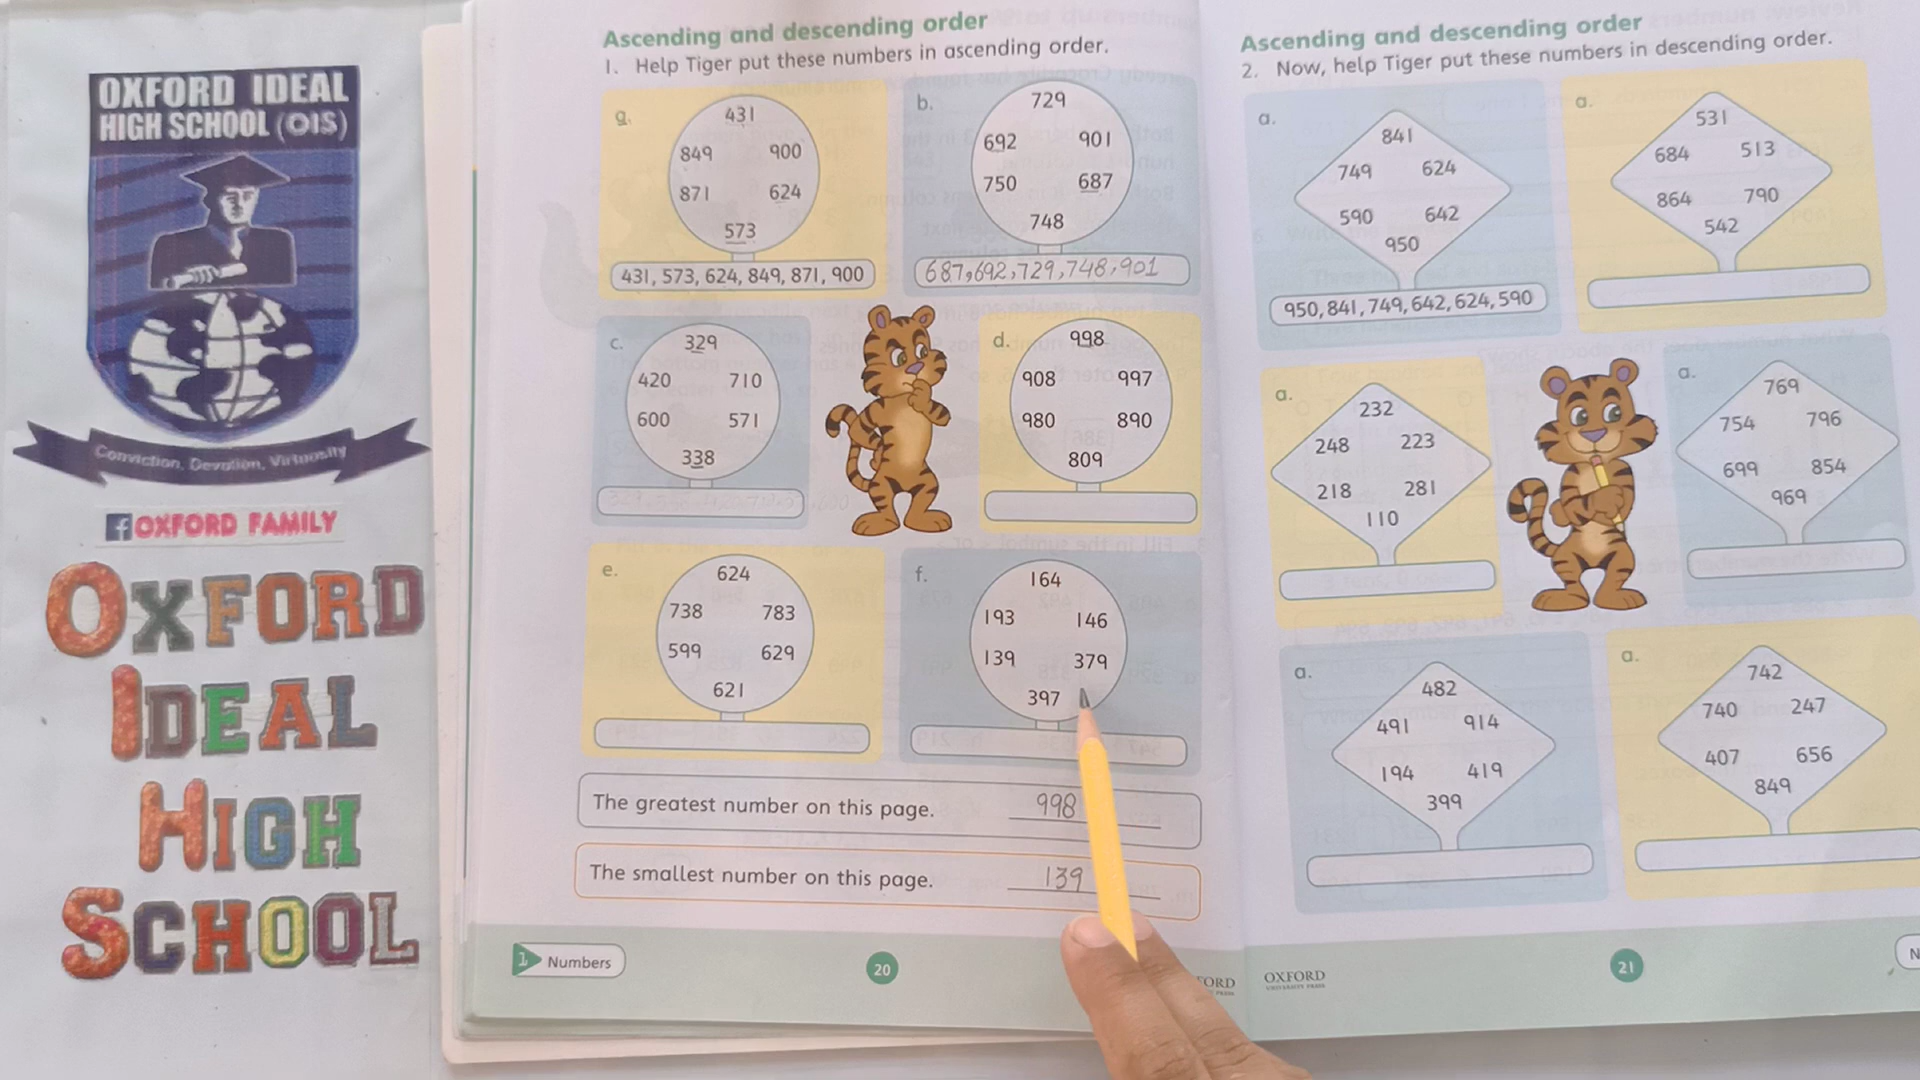 OXFORD IDEAL
HIGH SCHOOL (OIS)
Conviction, Devotion, Virtuosity
f OXFORD FAMILY
OXFORD
IDEAL
HIGH
SCHOOL
Ascending and descending order
1. Help Tiger put these numbers in ascending order.
a.
431
849 900
871 624
573
431, 573, 624, 849, 871, 900
b.
729
692 901
750 687
748
687,692,729,748,901
c.
329
420 710
600 571
338
d.
998
908 997
980 890
809
e.
624
738 783
599 629
621
f.
164
193 146
139 379
397
The greatest number on this page. 998
The smallest number on this page. 139
1 Numbers
20
Ascending and descending order
2. Now, help Tiger put these numbers in descending order.
a.
841
749 624
590 642
950
950, 841, 749, 642, 624, 590
a.
531
684 513
864 790
542
a.
232
248 223
218 281
110
a.
769
754 796
699 854
969
a.
482
491 914
194 419
399
a.
742
740 247
407 656
849
OXFORD
UNIVERSITY PRESS
21